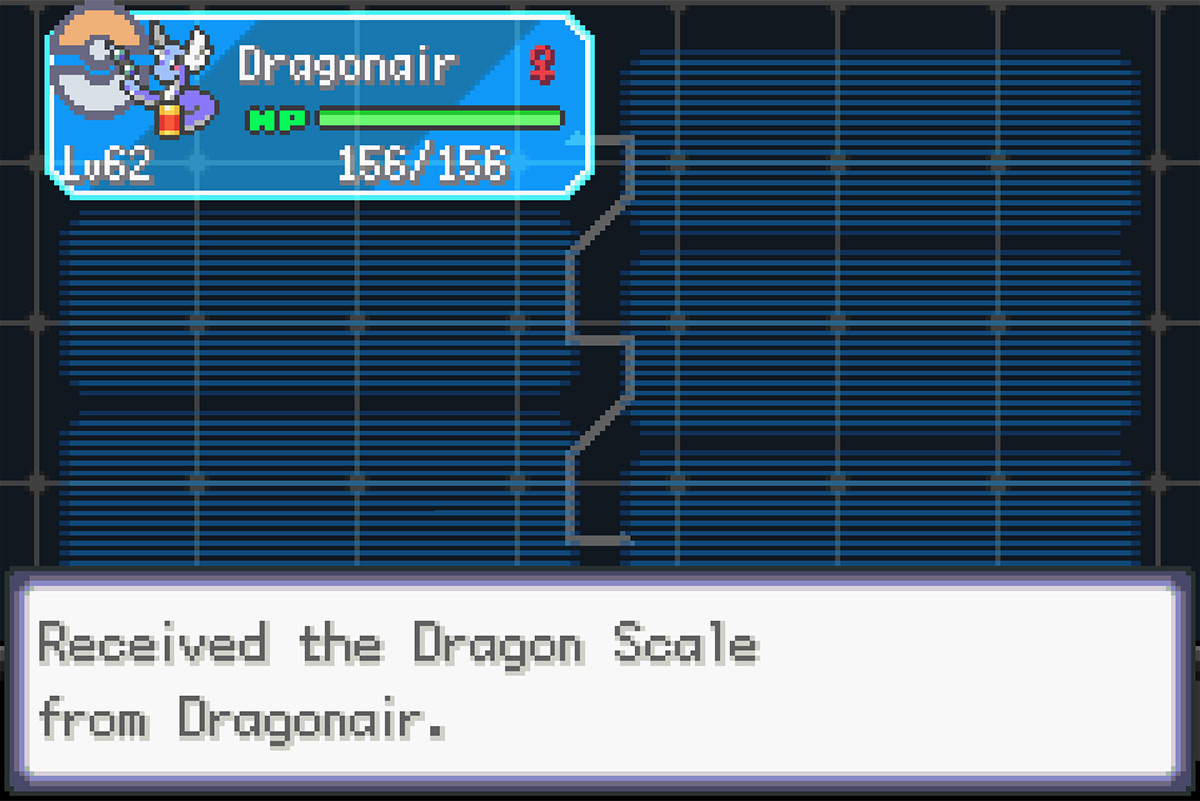 Dragonair ♀
HP
Lv62 156/156
Received the Dragon Scale
from Dragonair.